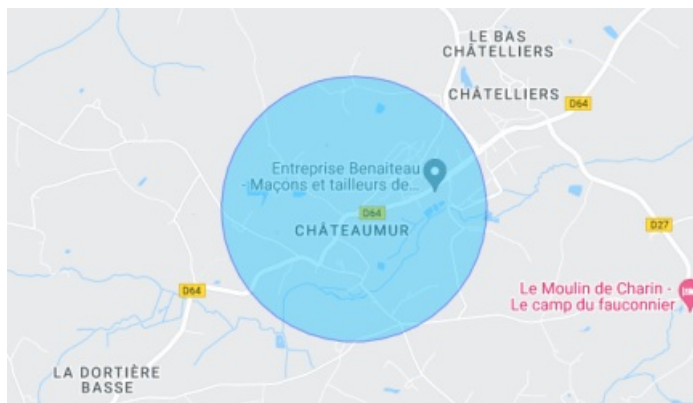 LE BAS
CHÂTELLIERS
CHÂTELLIERS
D64
Entreprise Benaiteau
- Maçons et tailleurs de...
D64
CHÂTEAUMUR
D27
D64
Le Moulin de Charin -
Le camp du fauconnier
LA DORTIÈRE
BASSE